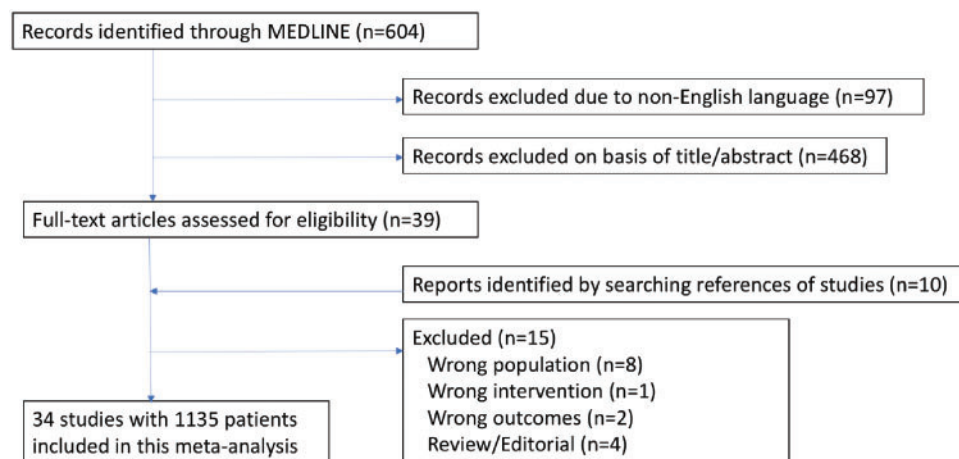 Records identified through MEDLINE (n=604)
Records excluded due to non-English language (n=97)
Records excluded on basis of title/abstract (n=468)
Full-text articles assessed for eligibility (n=39)
Reports identified by searching references of studies (n=10)
Excluded (n=15)
Wrong population (n=8)
Wrong intervention (n=1)
Wrong outcomes (n=2)
Review/Editorial (n=4)
34 studies with 1135 patients
included in this meta-analysis